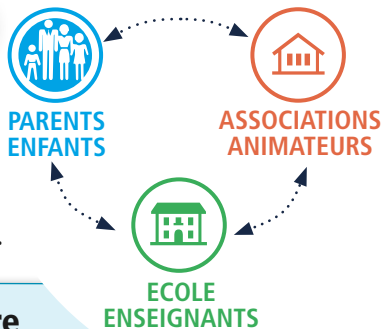 PARENTS
ENFANTS
ASSOCIATIONS
ANIMATEURS
ECOLE
ENSEIGNANTS